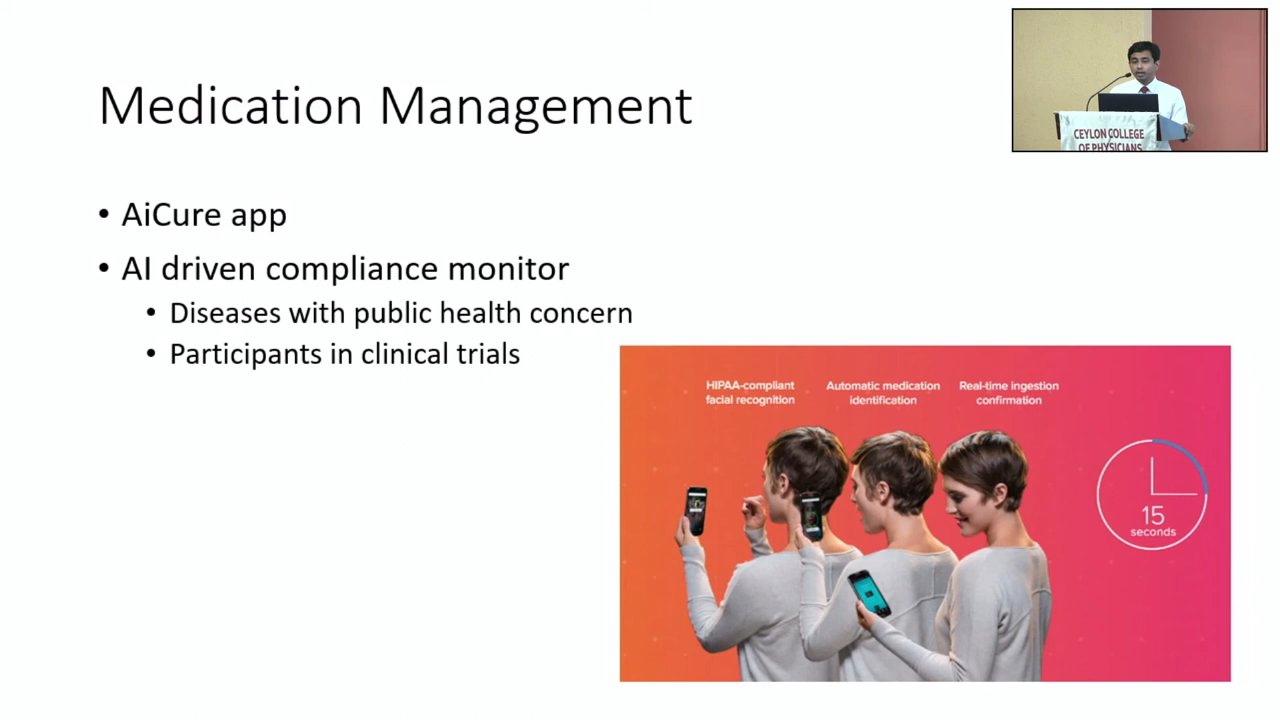 Medication Management
CEYLON COLLEGE
OF PHYSICIANS
• AiCure app
• AI driven compliance monitor
• Diseases with public health concern
• Participants in clinical trials
HIPAA-compliant
facial recognition
Automatic medication
identification
Real-time ingestion
confirmation
15
seconds